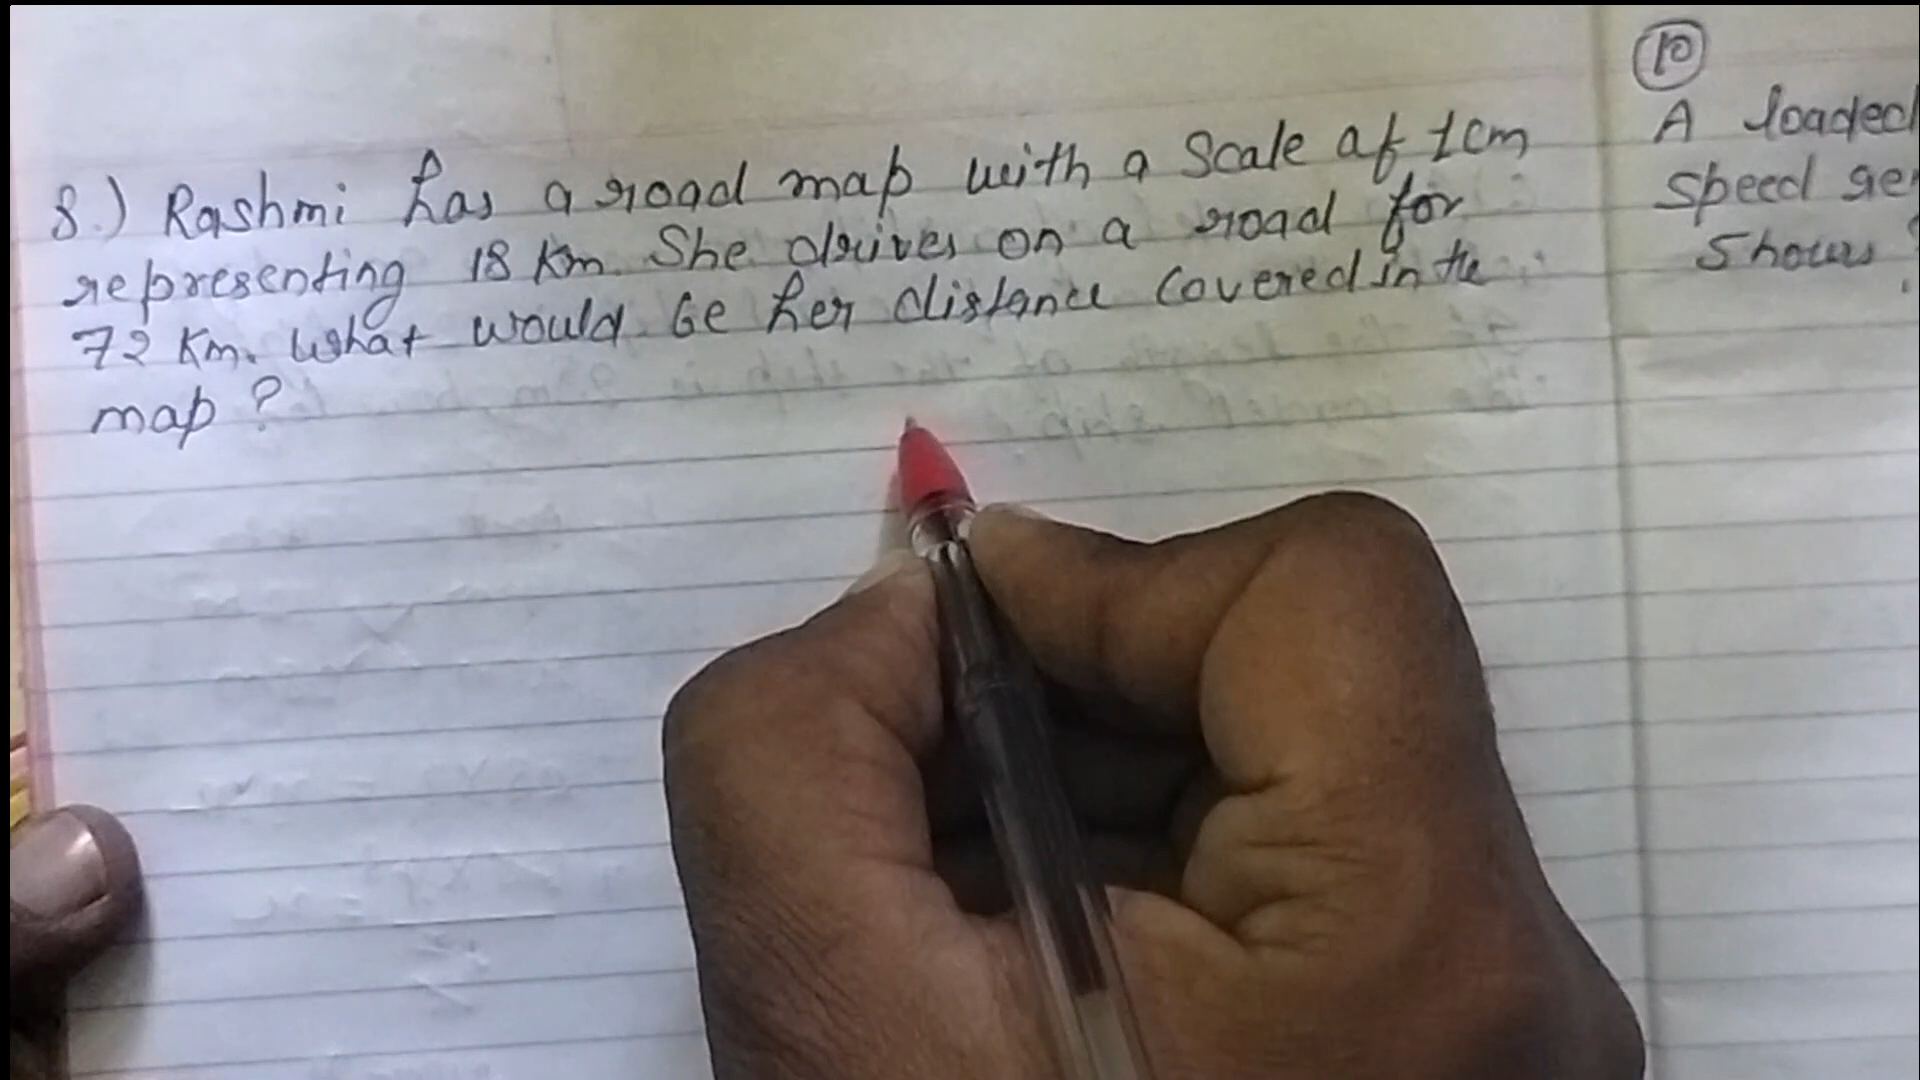 8.) Rashmi has a road map with a scale of 1cm
representing 18 Km. She drives on a road for
72 Km. What would be her distance covered in the
map ?
10
A loaded
Speed
5 hours